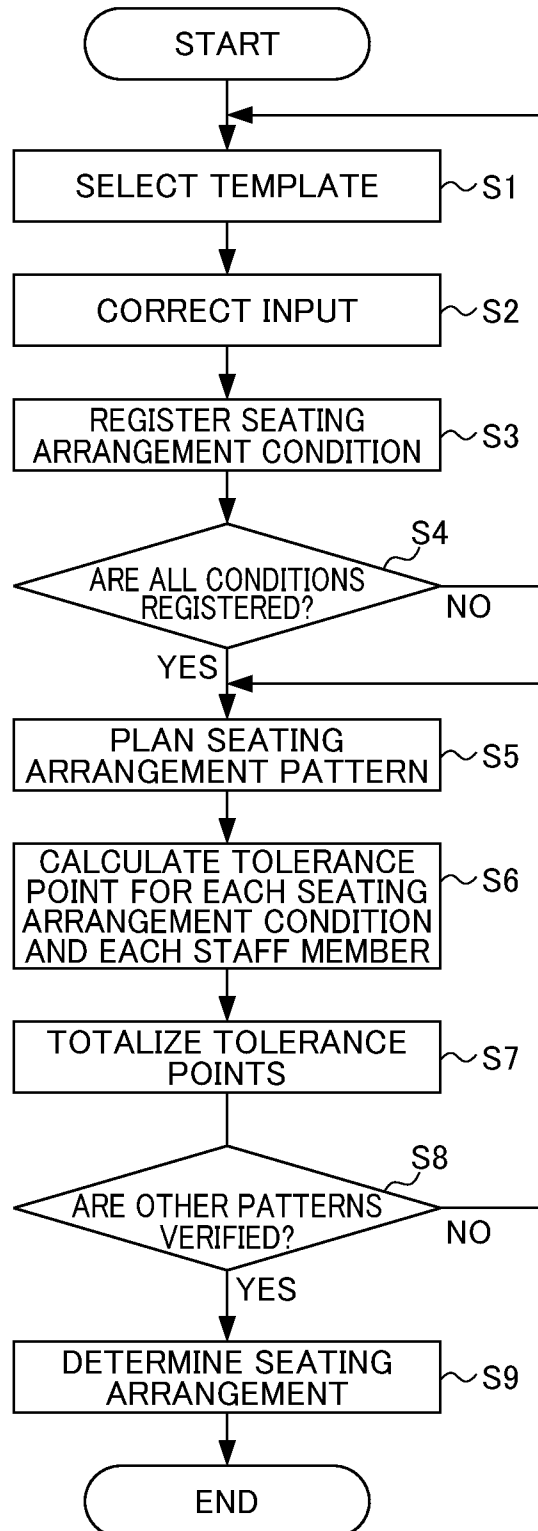 START
SELECT TEMPLATE
S1
CORRECT INPUT
S2
REGISTER SEATING
ARRANGEMENT CONDITION
S3
S4
ARE ALL CONDITIONS
REGISTERED?
NO
YES
PLAN SEATING
ARRANGEMENT PATTERN
S5
CALCULATE TOLERANCE
POINT FOR EACH SEATING
ARRANGEMENT CONDITION
AND EACH STAFF MEMBER
S6
TOTALIZE TOLERANCE
POINTS
S7
S8
ARE OTHER PATTERNS
VERIFIED?
NO
YES
DETERMINE SEATING
ARRANGEMENT
S9
END